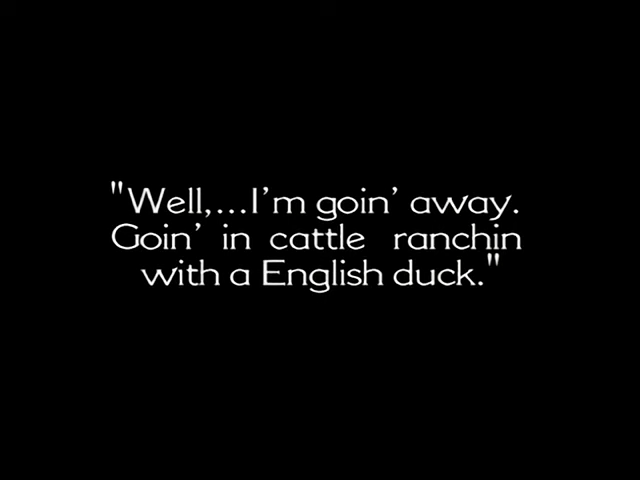 "Well,...I'm goin' away.
Goin' in cattle ranchin
with a English duck."